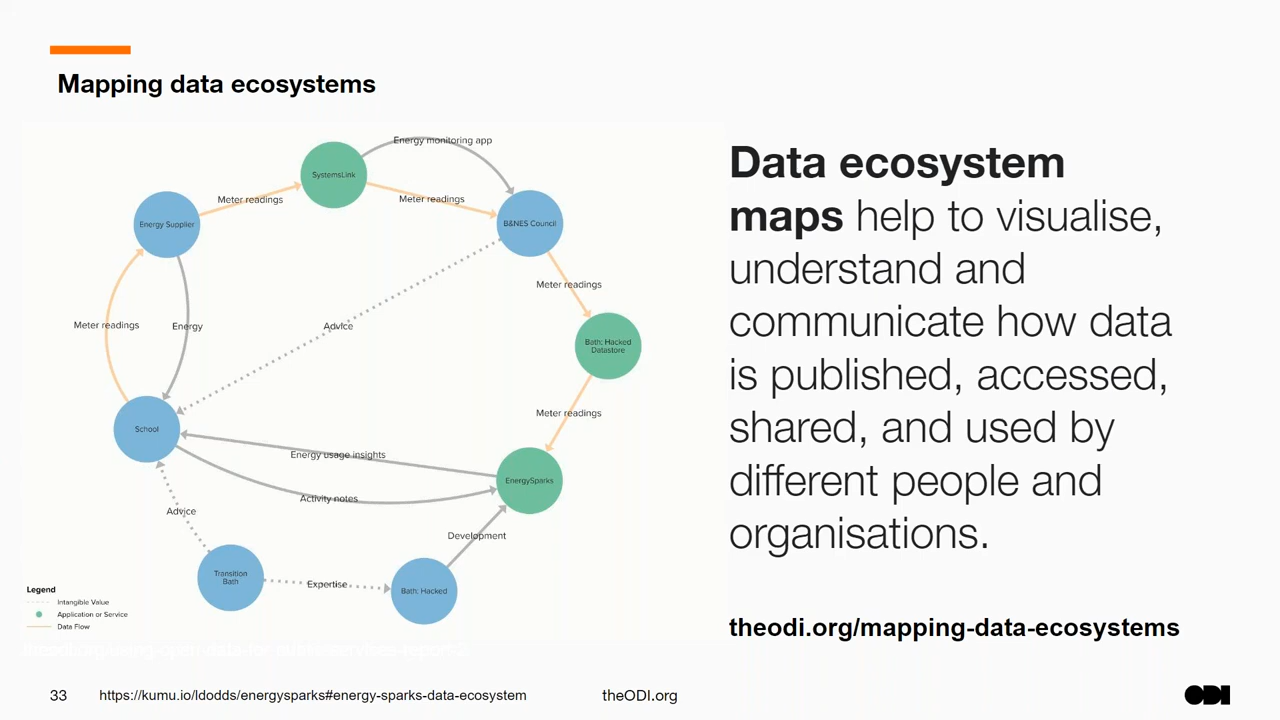 Mapping data ecosystems
Energy monitoring app
SystemsLink
Meter readings
Meter readings
Energy Supplier
B&NES Council
Meter readings
Meter readings
Energy
Advice
Bath: Hacked
Datastore
Meter readings
School
Energy usage insights
EnergySparks
Activity notes
Advice
Development
Transition
Bath
Expertise
Bath: Hacked
Legend
Intangible Value
Application or Service
Data Flow
Data ecosystem
maps help to visualise,
understand and
communicate how data
is published, accessed,
shared, and used by
different people and
organisations.
theodi.org/mapping-data-ecosystems
33
https://kumu.io/ldodds/energysparks#energy-sparks-data-ecosystem
theODI.org
ODI